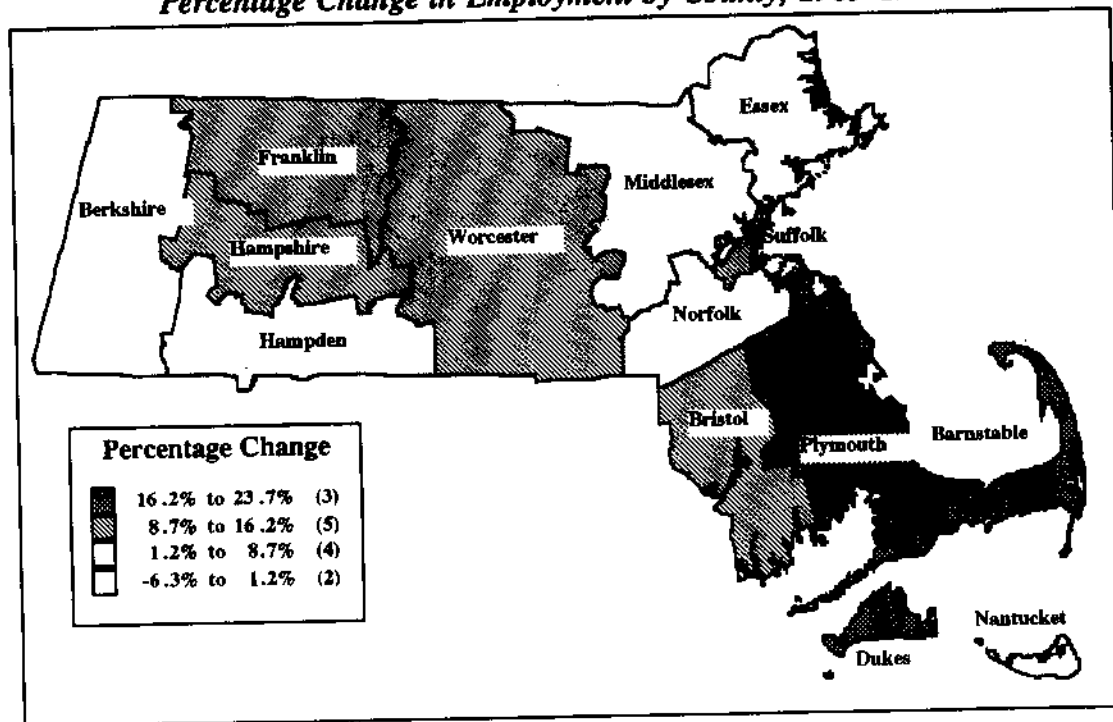 Percentage Change in Employment by County,
Essex
Franklin
Middlesex
Berkshire
Suffolk
Hampshire
Worcester
Norfolk
Hampden
Bristol
Plymouth
Barnstable
Percentage Change
16.2% to 23.7% (3)
8.7% to 16.2% (5)
1.2% to 8.7% (4)
-6.3% to 1.2% (2)
Nantucket
Dukes